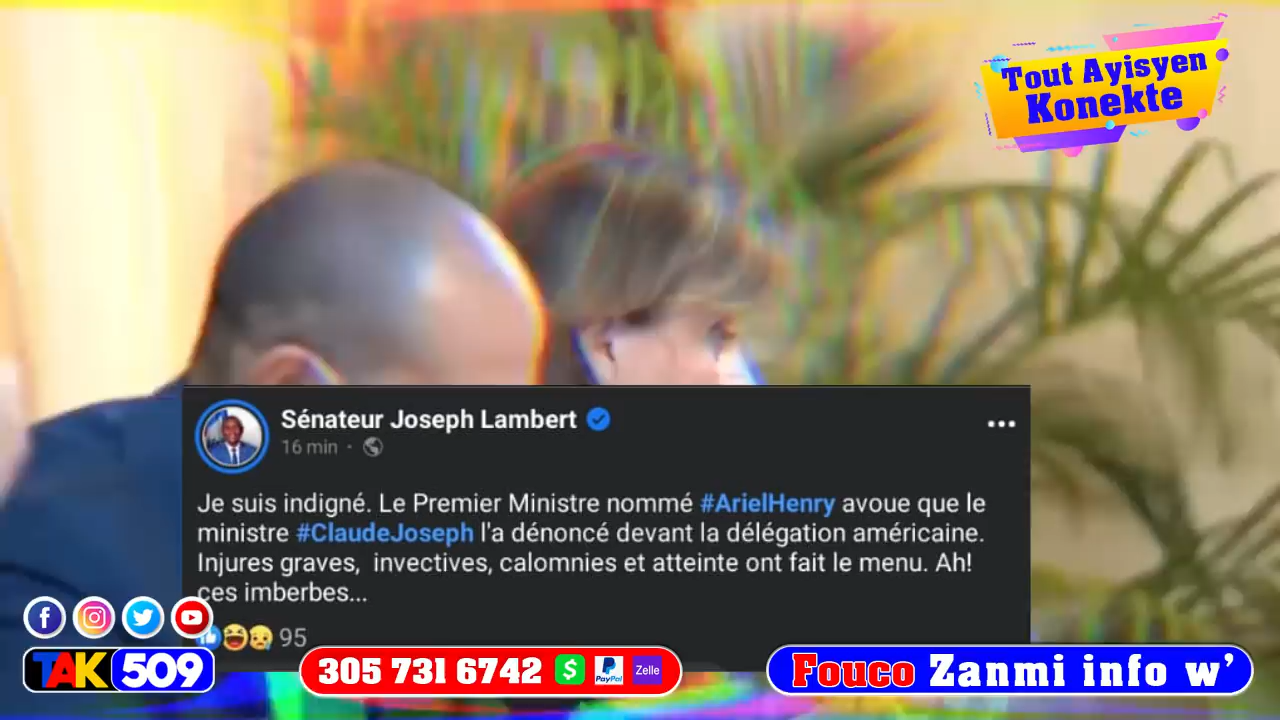 Tout Ayisyen
Konekte
Sénateur Joseph Lambert
16 min ·
Je suis indigné. Le Premier Ministre nommé #ArielHenry avoue que le
ministre #ClaudeJoseph l'a dénoncé devant la délégation américaine.
Injures graves, invectives, calomnies et atteinte ont fait le menu. Ah!
ces imberbes...
95
TAK 509
305 731 6742 $ PayPal Zelle
Fouco Zanmi info w'